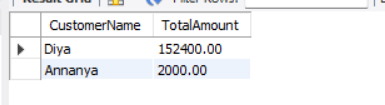 Result Grid Filter Rows:
CustomerName TotalAmount
Diya 152400.00
Annanya 2000.00